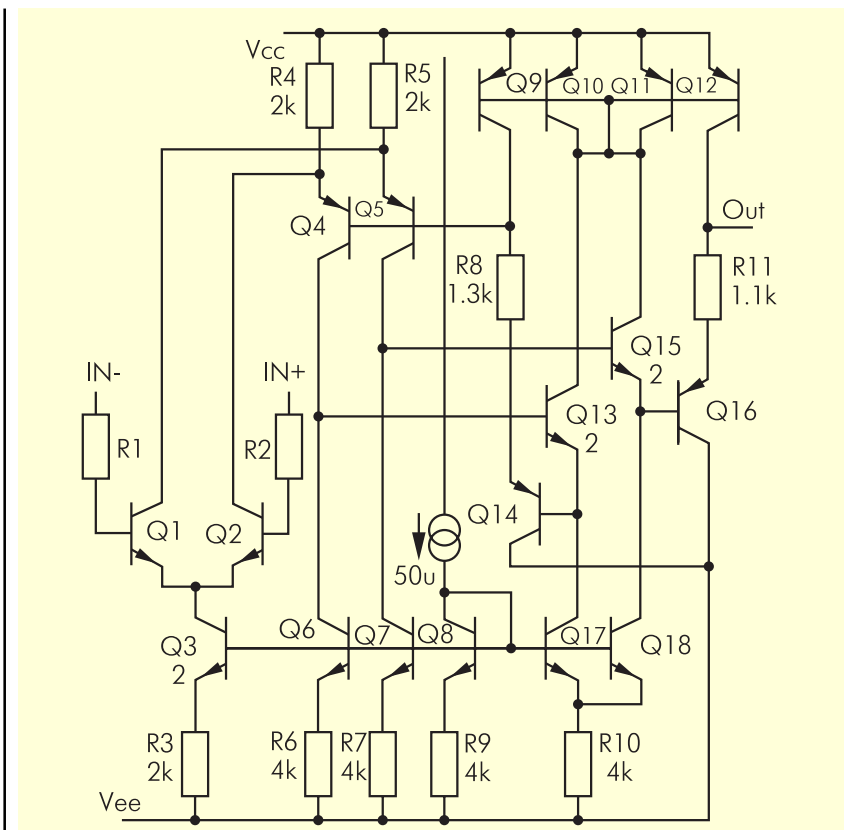 Vcc
R4
2k
R5
2k
Q9
Q10
Q11
Q12
Q4
Q5
Out
R8
1.3k
R11
1.1k
IN-
IN+
R1
R2
Q15
2
Q13
2
Q16
Q1
Q2
Q14
50u
Q3
2
Q6
Q7
Q8
Q17
Q18
R3
2k
R6
4k
R7
4k
R9
4k
R10
4k
Vee